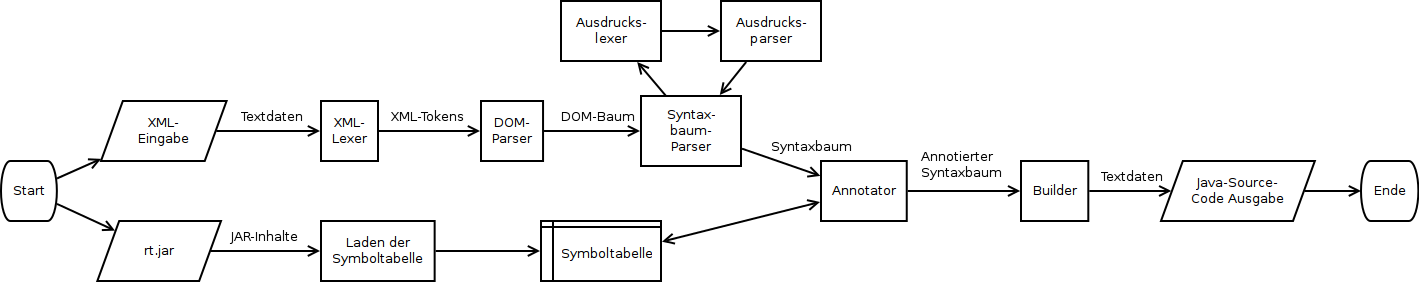 Ausdrucks-
lexer
Ausdrucks-
parser
XML-
Eingabe
Textdaten
XML-
Lexer
XML-Tokens
DOM-
Parser
DOM-Baum
Syntax-
baum-
Parser
Syntaxbaum
Start
Annotator
Annotierter
Syntaxbaum
Builder
Textdaten
Java-Source-
Code Ausgabe
Ende
rt.jar
JAR-Inhalte
Laden der
Symboltabelle
Symboltabelle